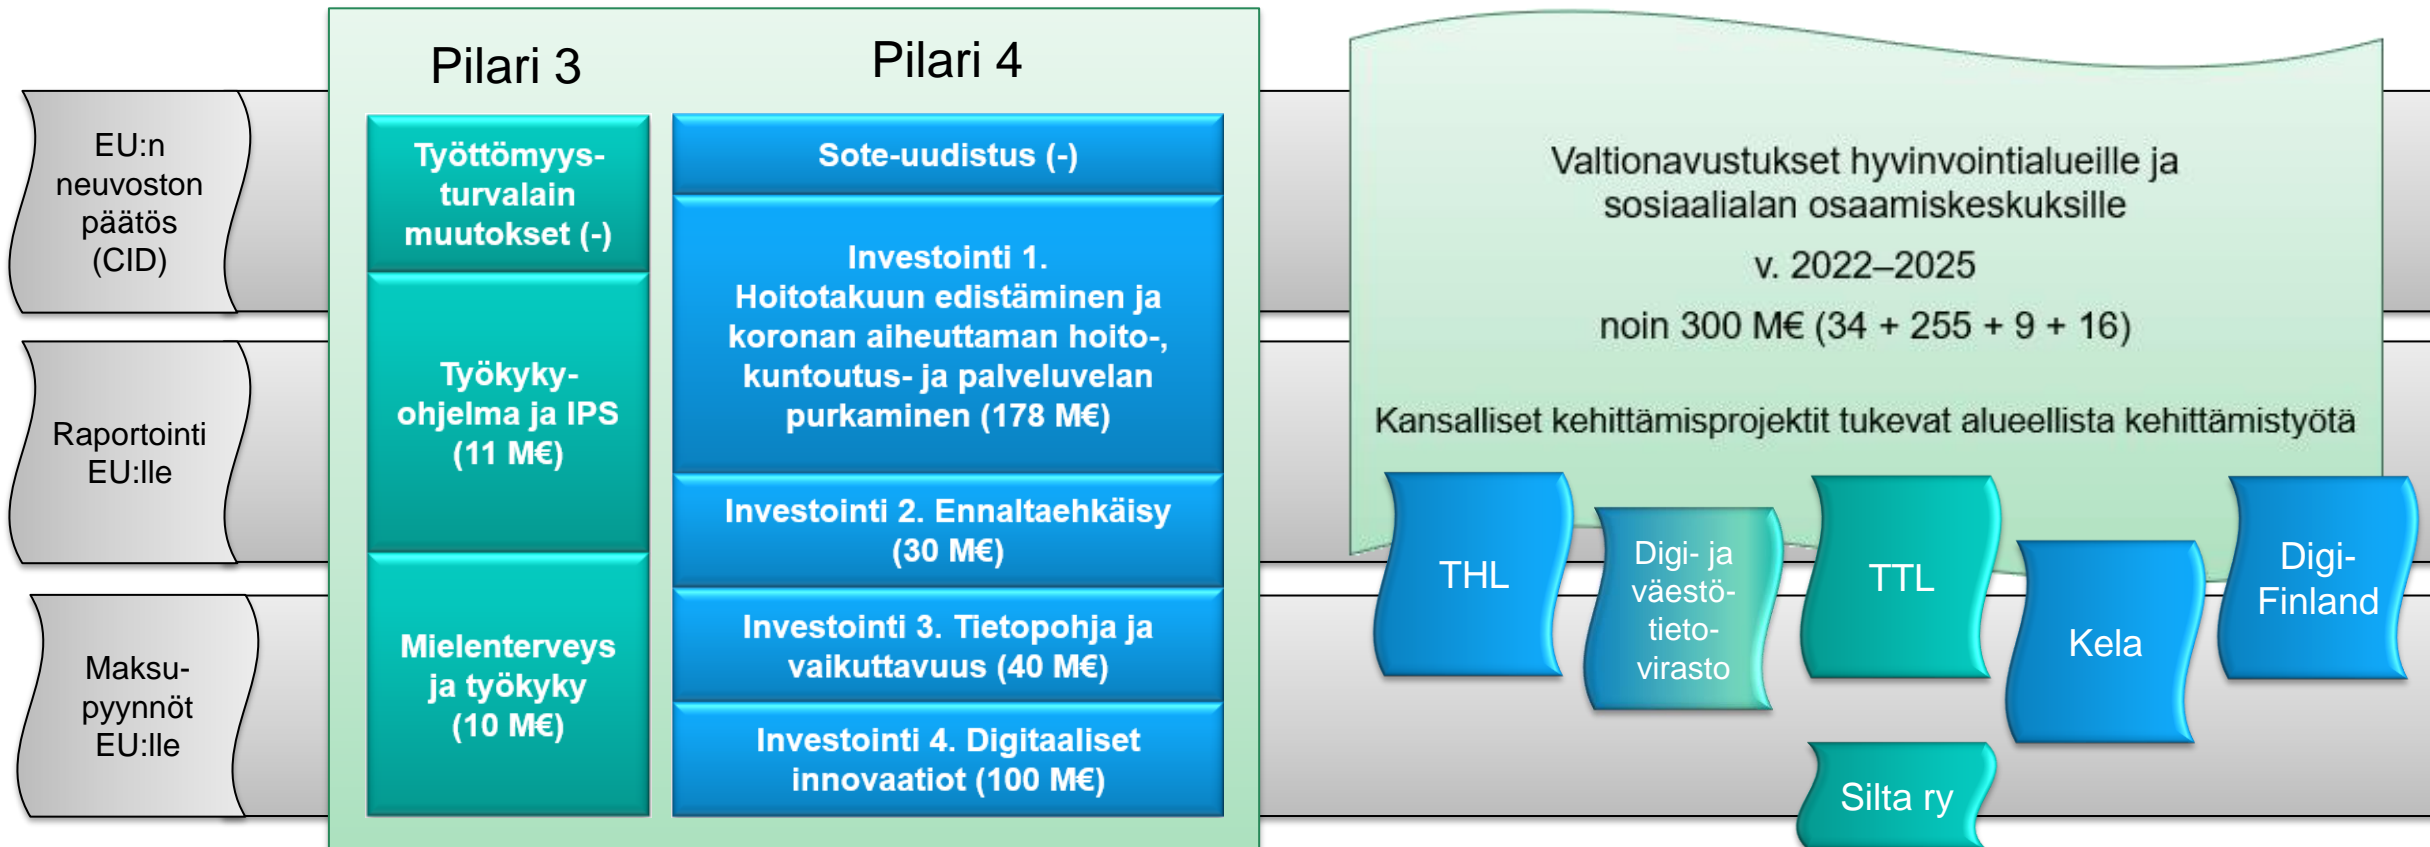 EU:n
neuvoston
päätös
(CID)
Raportointi
EU:lle
Maksu-
pyynnöt
EU:lle
Pilari 3
Työttömyys-
turvalain
muutokset (-)
Työkyky-
ohjelma ja IPS
(11 M€)
Mielenterveys
ja työkyky
(10 M€)
Pilari 4
Sote-uudistus (-)
Investointi 1.
Hoitotakuun edistäminen ja
koronan aiheuttaman hoito-,
kuntoutus- ja palveluvelan
purkaminen (178 M€)
Investointi 2. Ennaltaehkäisy
(30 M€)
Investointi 3. Tietopohja ja
vaikuttavuus (40 M€)
Investointi 4. Digitaaliset
innovaatiot (100 M€)
Valtionavustukset hyvinvointialueille ja
sosiaalialan osaamiskeskuksille
v. 2022–2025
noin 300 M€ (34 + 255 + 9 + 16)
Kansalliset kehittämisprojektit tukevat alueellista kehittämistyötä
THL
Digi- ja
väestö-
tieto-
virasto
TTL
Kela
Digi-
Finland
Silta ry